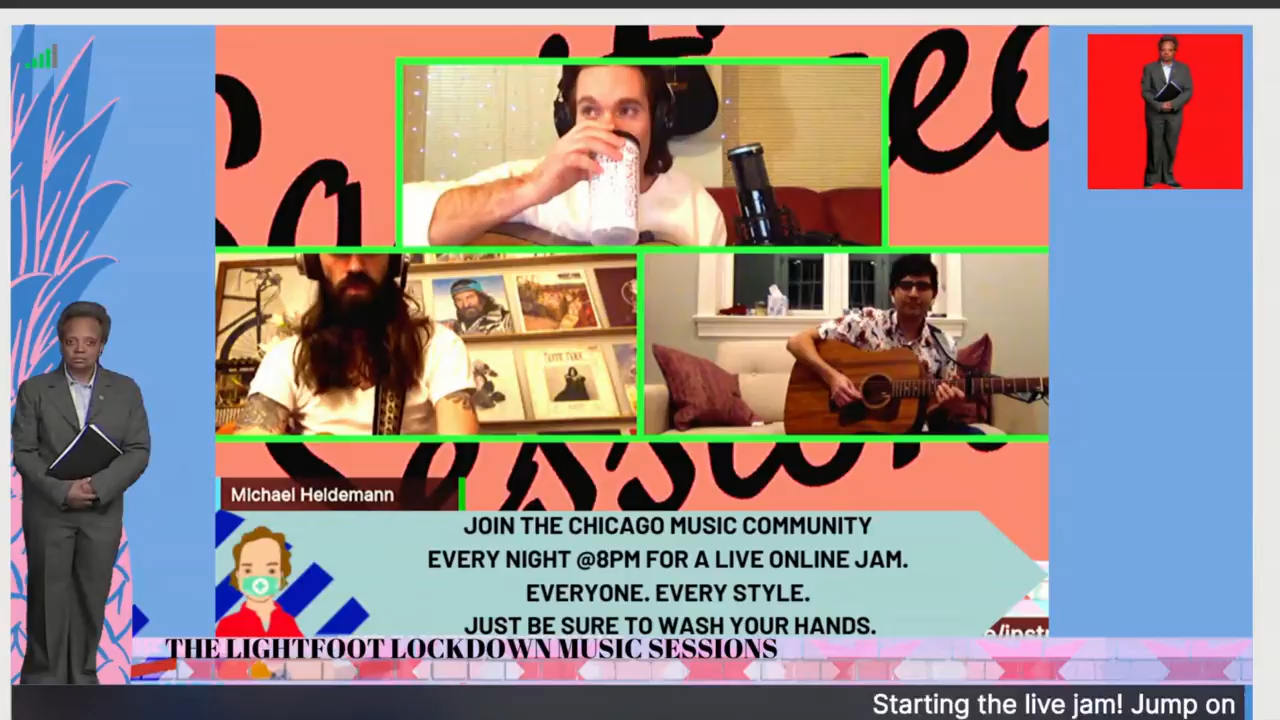 Michael Heidemann
JOIN THE CHICAGO MUSIC COMMUNITY
EVERY NIGHT @8PM FOR A LIVE ONLINE JAM.
EVERYONE. EVERY STYLE.
JUST BE SURE TO WASH YOUR HANDS.
THE LIGHTFOOT LOCKDOWN MUSIC SESSIONS
Starting the live jam! Jump on